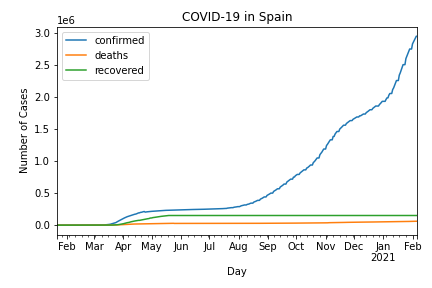 COVID-19 in Spain
1e6
confirmed
deaths
recovered
3.0
2.5
2.0
1.5
1.0
0.5
0.0
Number of Cases
Feb Mar Apr May Jun Jul Aug Sep Oct Nov Dec Jan Feb
2021
Day